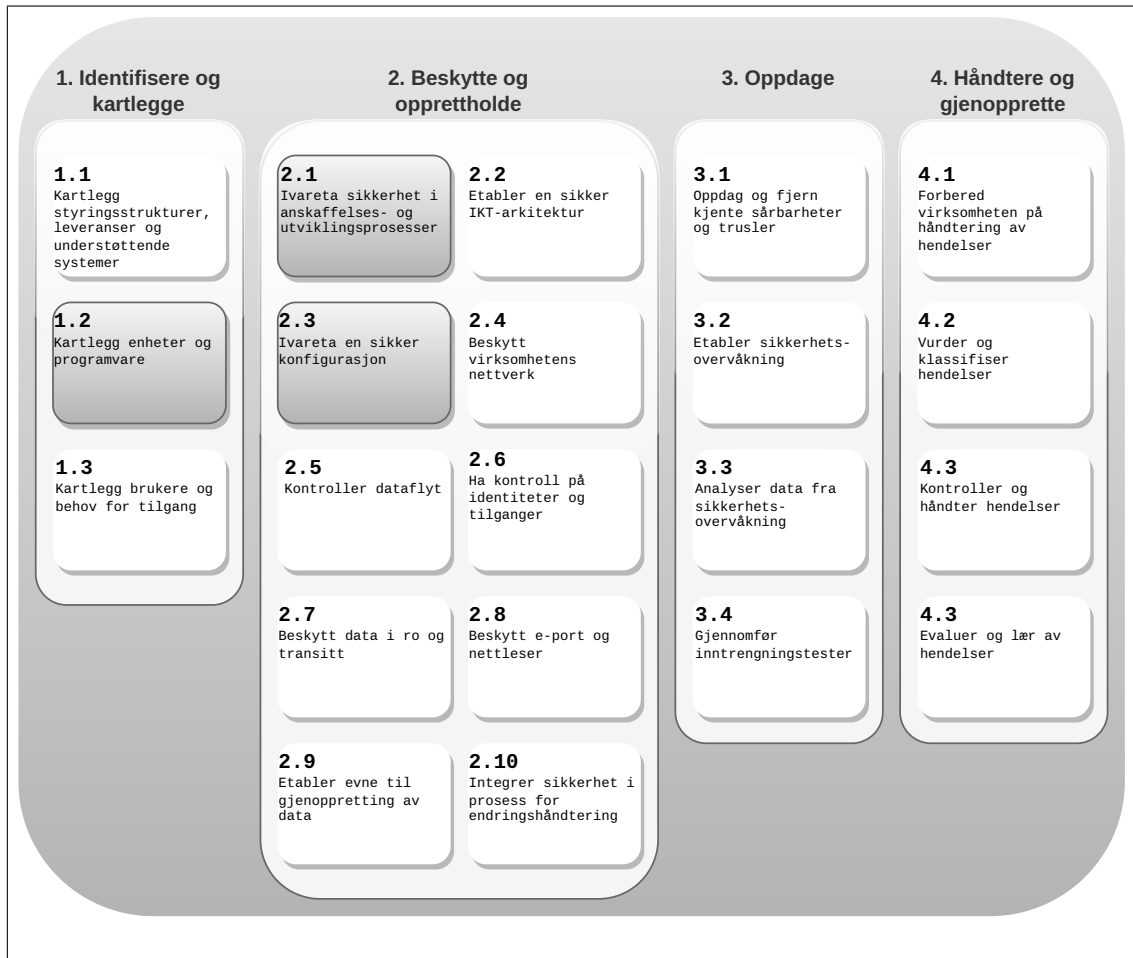 1. Identifisere og
kartlegge
1.1
Kartlegg
styringsstrukturer,
leveranser og
understøttende
systemer
1.2
Kartlegg enheter og
programvare
1.3
Kartlegg brukere og
behov for tilgang
2. Beskytte og
opprettholde
2.1
Ivareta sikkerhet i
anskaffelses- og
utviklingsprosesser
2.2
Etabler en sikker
IKT-arkitektur
2.3
Ivareta en sikker
konfigurasjon
2.4
Beskytt
virksomhetens
nettverk
2.5
Kontroller dataflyt
2.6
Ha kontroll på
identiteter og
tilganger
2.7
Beskytt data i ro og
transitt
2.8
Beskytt e-port og
nettleser
2.9
Etabler evne til
gjenoppretting av
data
2.10
Integrer sikkerhet i
prosess for
endringshåndtering
3. Oppdage
3.1
Oppdag og fjern
kjente sårbarheter
og trusler
3.2
Etabler sikkerhets-
overvåkning
3.3
Analyser data fra
sikkerhets-
overvåkning
3.4
Gjennomfør
inntrengningstester
4. Håndtere og
gjenopprette
4.1
Forbered
virksomheten på
håndtering av
hendelser
4.2
Vurder og
klassifiser
hendelser
4.3
Kontroller og
håndter hendelser
4.3
Evaluer og lær av
hendelser